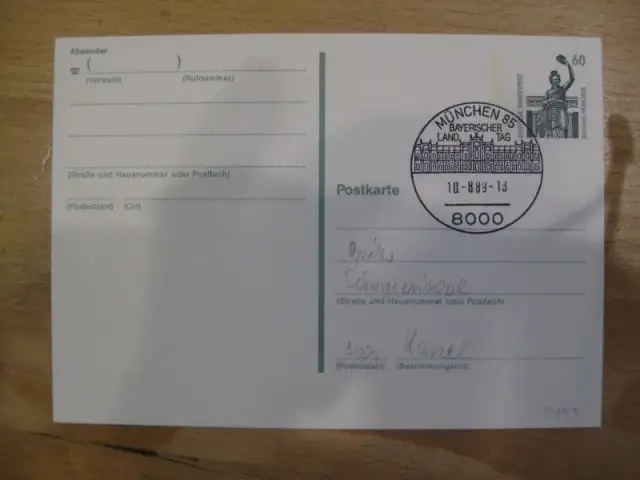 Absender
( )
(Vorwahl) (Rufnummer)
(Straße und Hausnummer oder Postfach)
(Postleitzahl) (Ort)
60
MÜNCHEN 85
BAYERISCHER
LAND TAG
10.-8.89-13
8000
Postkarte
(Straße und Hausnummer oder Postfach)
Kassel
(Postleitzahl) (Bestimmungsort)